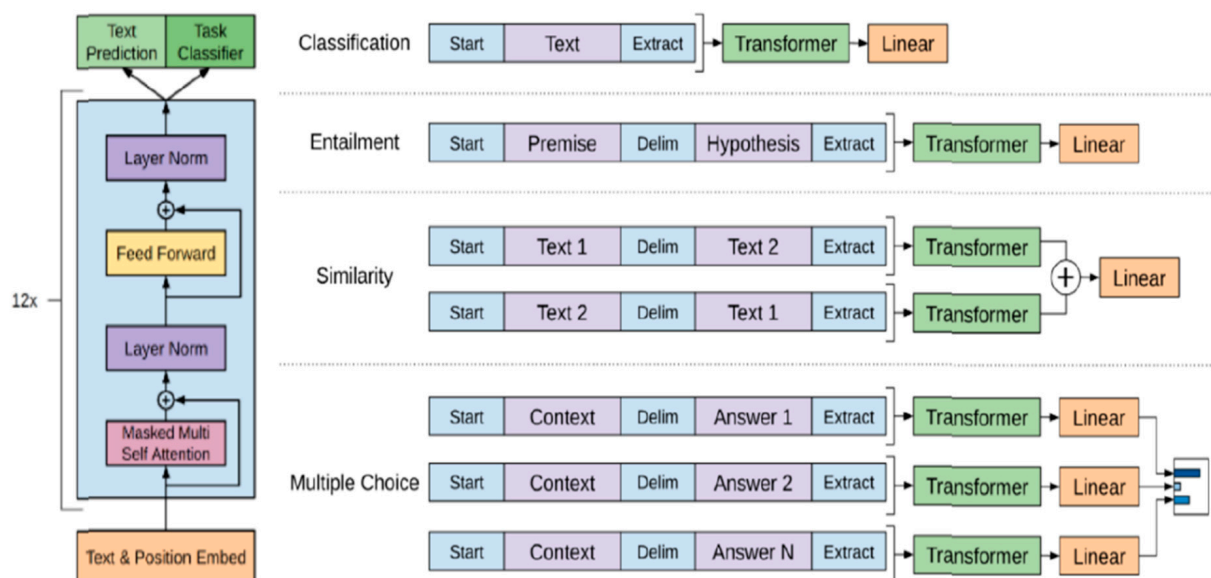 Text
Prediction
Task
Classifier
Layer Norm
+
Feed Forward
12x
Layer Norm
+
Masked Multi
Self Attention
Text & Position Embed
Classification
Start Text Extract Transformer Linear
Entailment
Start Premise Delim Hypothesis Extract Transformer Linear
Similarity
Start Text 1 Delim Text 2 Extract Transformer
+ Linear
Start Text 2 Delim Text 1 Extract Transformer
Multiple Choice
Start Context Delim Answer 1 Extract Transformer Linear
Start Context Delim Answer 2 Extract Transformer Linear
Start Context Delim Answer N Extract Transformer Linear